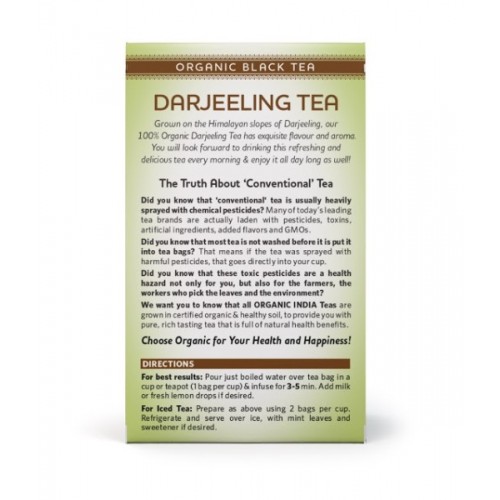 ORGANIC BLACK TEA
DARJEELING TEA
Grown on the Himalayan slopes of Darjeeling, our
100% Organic Darjeeling Tea has exquisite flavour and aroma.
You will look forward to drinking this refreshing and
delicious tea every morning & enjoy it all day long as well!
The Truth About 'Conventional' Tea
Did you know that 'conventional' tea is usually heavily
sprayed with chemical pesticides? Many of today's leading
tea brands are actually laden with pesticides, toxins,
artificial ingredients, added flavors and GMOs.
Did you know that most tea is not washed before it is put it
into tea bags? That means if the tea was sprayed with
harmful pesticides, that goes directly into your cup.
Did you know that these toxic pesticides are a health
hazard not only for you, but also for the farmers, the
workers who pick the leaves and the environment?
We want you to know that all ORGANIC INDIA Teas are
grown in certified organic & healthy soil, to provide you with
pure, rich tasting tea that is full of natural health benefits.
Choose Organic for Your Health and Happiness!
DIRECTIONS
For best results: Pour just boiled water over tea bag in a
cup or teapot (1 bag per cup) & infuse for 3-5 min. Add milk
or fresh lemon drops if desired.
For Iced Tea: Prepare as above using 2 bags per cup.
Refrigerate and serve over ice, with mint leaves and
sweetener if desired.